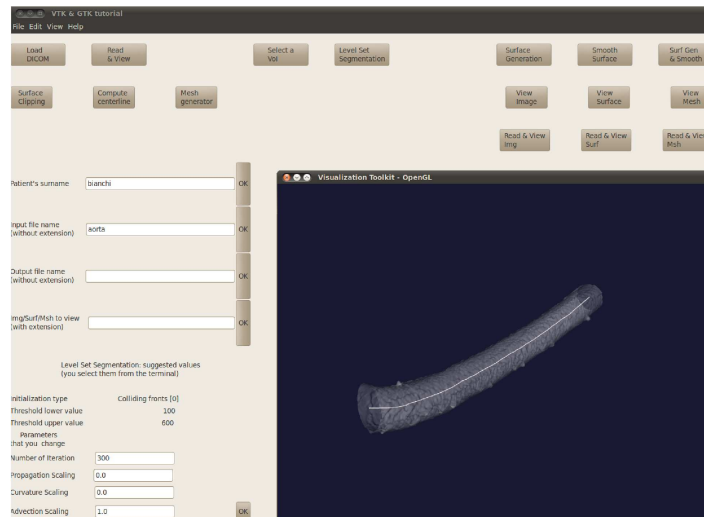 VTK & GTK tutorial
File Edit View Help
Load
DICOM
Read
& View
Select a
VoI
Level Set
Segmentation
Surface
Generation
Smooth
Surface
Surf Gen
& Smooth
Surface
Clipping
Compute
centerline
Mesh
generator
View
Image
View
Surface
View
Mesh
Read & View
Img
Read & View
Surf
Read & View
Msh
Patient's surname
bianchi
OK
Input file name
(without extension)
aorta
OK
Output file name
(without extension)
OK
Img/Surf/Msh to view
(with extension)
OK
Visualization Toolkit - OpenGL
Level Set Segmentation: suggested values
(you select them from the terminal)
Initialization type Colliding fronts [0]
Threshold lower value 100
Threshold upper value 600
Parameters
that you change
Number of Iteration 300
Propagation Scaling 0.0
Curvature Scaling 0.0
Advection Scaling 1.0 OK